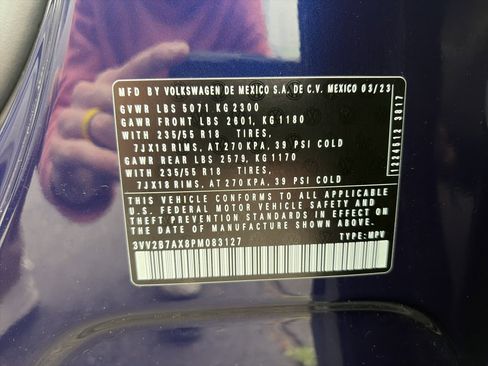 MFD. BY VOLKSWAGEN DE MEXICO S.A. DE C.V. MEXICO 03/23
GVWR LBS 5071 KG 2300
GAWR FRONT LBS 2601, KG 1180
WITH 235/55 R18 TIRES,
7JX18 RIMS, AT 270 KPA, 39 PSI COLD
GAWR REAR LBS 2579, KG 1170
WITH 235/55 R18 TIRES,
7JX18 RIMS, AT 270 KPA, 39 PSI COLD
THIS VEHICLE CONFORMS TO ALL APPLICABLE
U.S. FEDERAL MOTOR VEHICLE SAFETY AND
THEFT PREVENTION STANDARDS IN EFFECT ON
THE DATE OF MANUFACTURE SHOWN ABOVE.
3VV2B7AX8PM083127 TYPE: MPV
1224512 3817